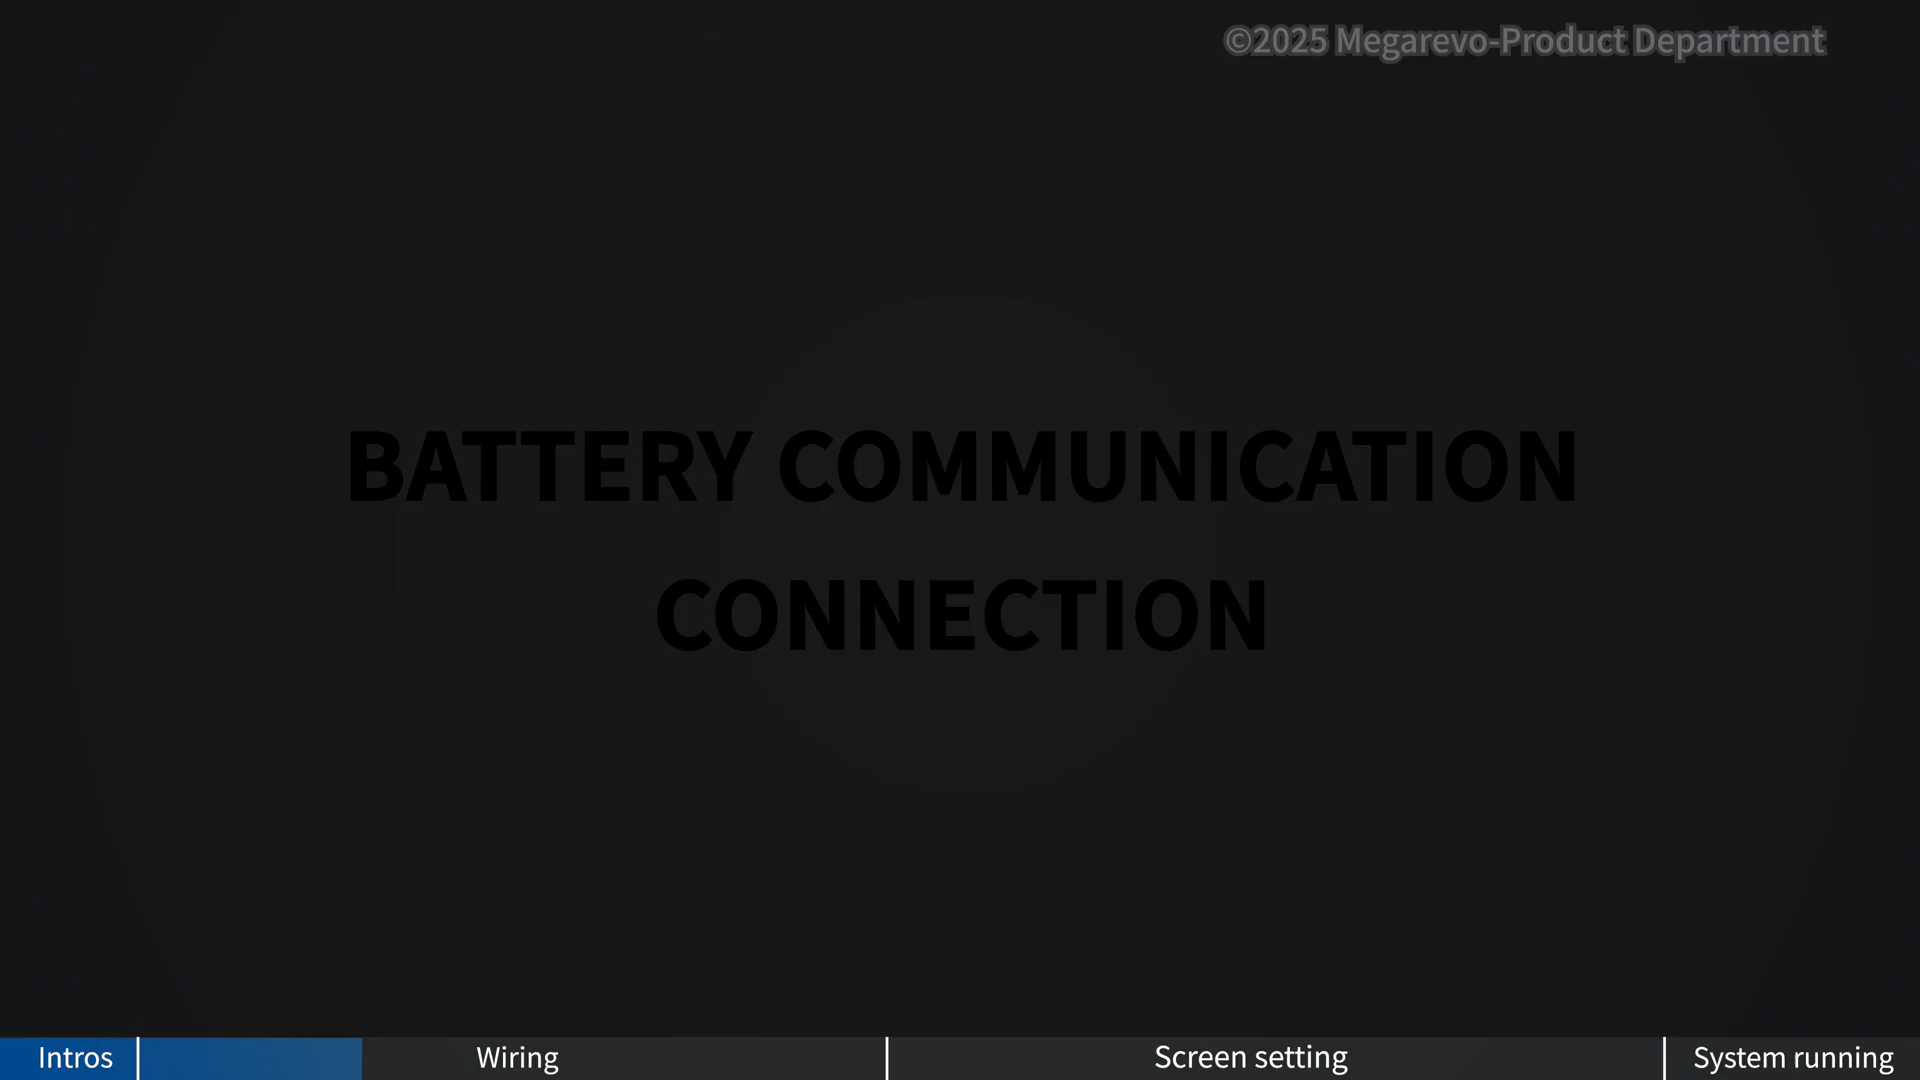 ©2025 Megarevo-Product Department
BATTERY COMMUNICATION
CONNECTION
Intros
Wiring
Screen setting
System running